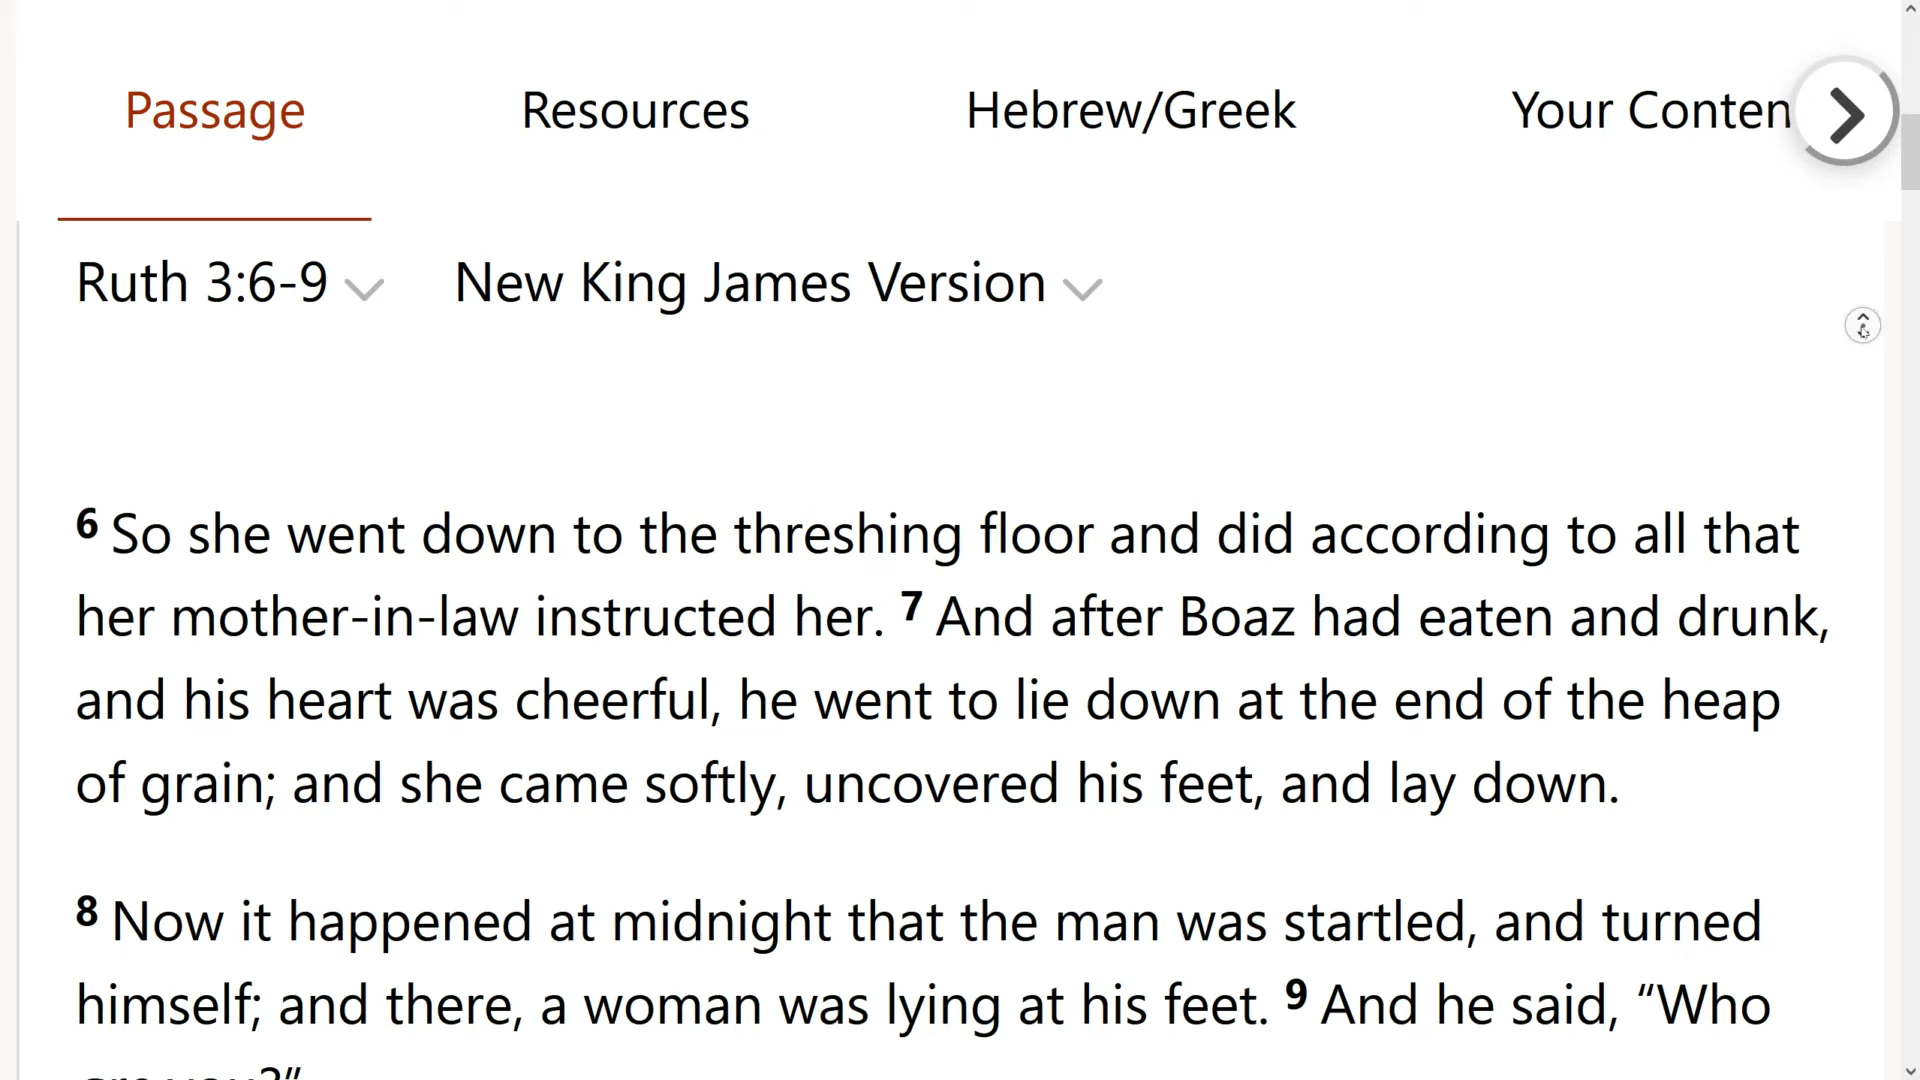 Passage Resources Hebrew/Greek Your Conten
Ruth 3:6-9 New King James Version
6 So she went down to the threshing floor and did according to all that
her mother-in-law instructed her. 7 And after Boaz had eaten and drunk,
and his heart was cheerful, he went to lie down at the end of the heap
of grain; and she came softly, uncovered his feet, and lay down.
8 Now it happened at midnight that the man was startled, and turned
himself; and there, a woman was lying at his feet. 9 And he said, “Who
are you?”